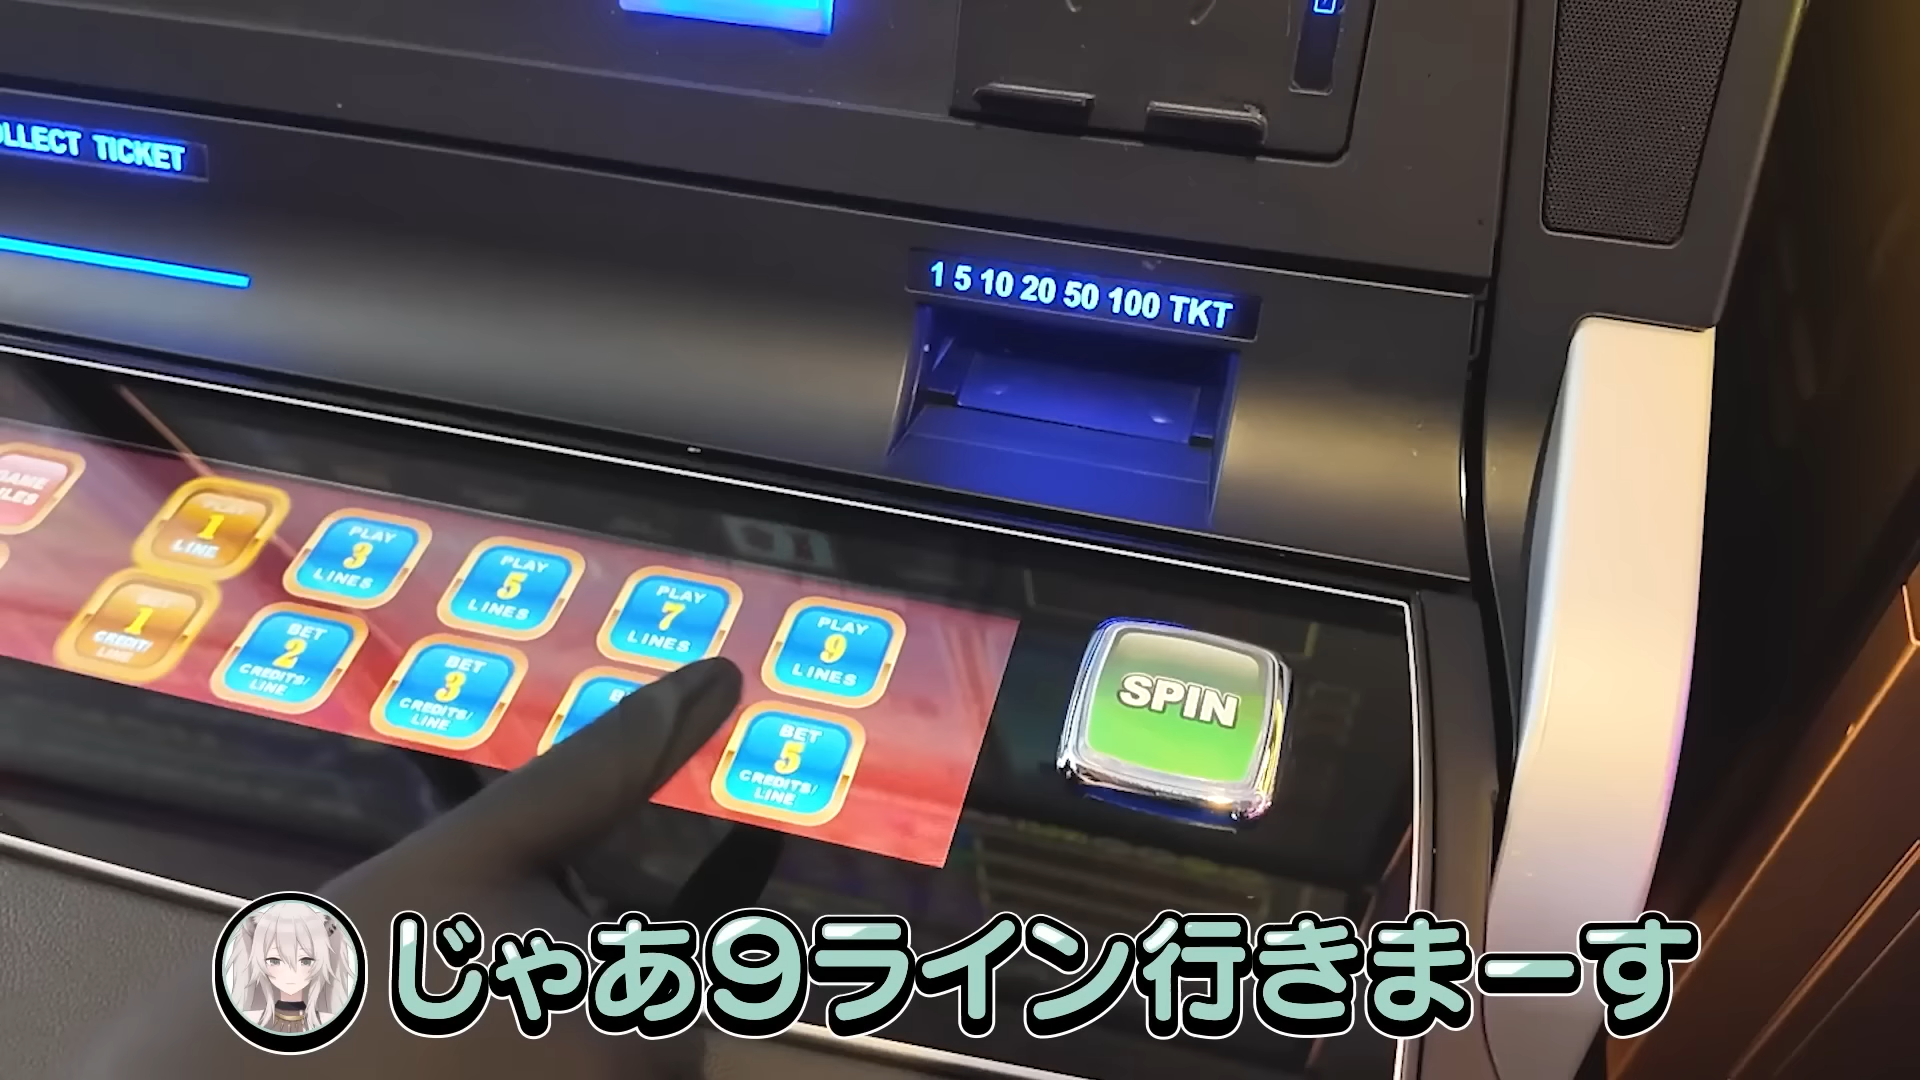 COLLECT TICKET
1 5 10 20 50 100 TKT
PLAY
1
LINE
PLAY
3
LINES
PLAY
5
LINES
PLAY
7
LINES
PLAY
9
LINES
1
CREDIT/
LINE
BET
2
CREDITS/
LINE
BET
3
CREDITS/
LINE
BET
5
CREDITS/
LINE
SPIN
じゃあ9ライン行きまーす